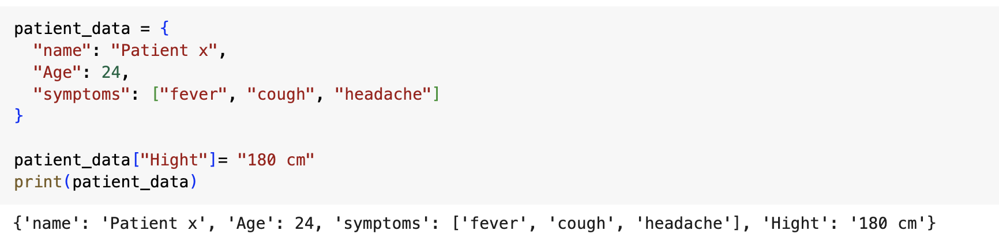 patient_data = {
  "name": "Patient x",
  "Age": 24,
  "symptoms": ["fever", "cough", "headache"]
}

patient_data["Hight"]= "180 cm"
print(patient_data)
{'name': 'Patient x', 'Age': 24, 'symptoms': ['fever', 'cough', 'headache'], 'Hight': '180 cm'}